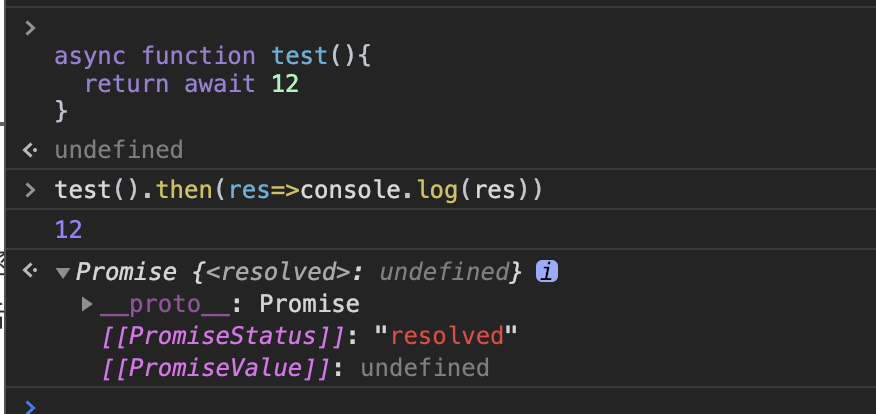 >
async function test(){
  return await 12
}
undefined
> test().then(res=>console.log(res))
12
▼Promise {<resolved>: undefined} i
▶__proto__: Promise
[[PromiseStatus]]: "resolved"
[[PromiseValue]]: undefined
>